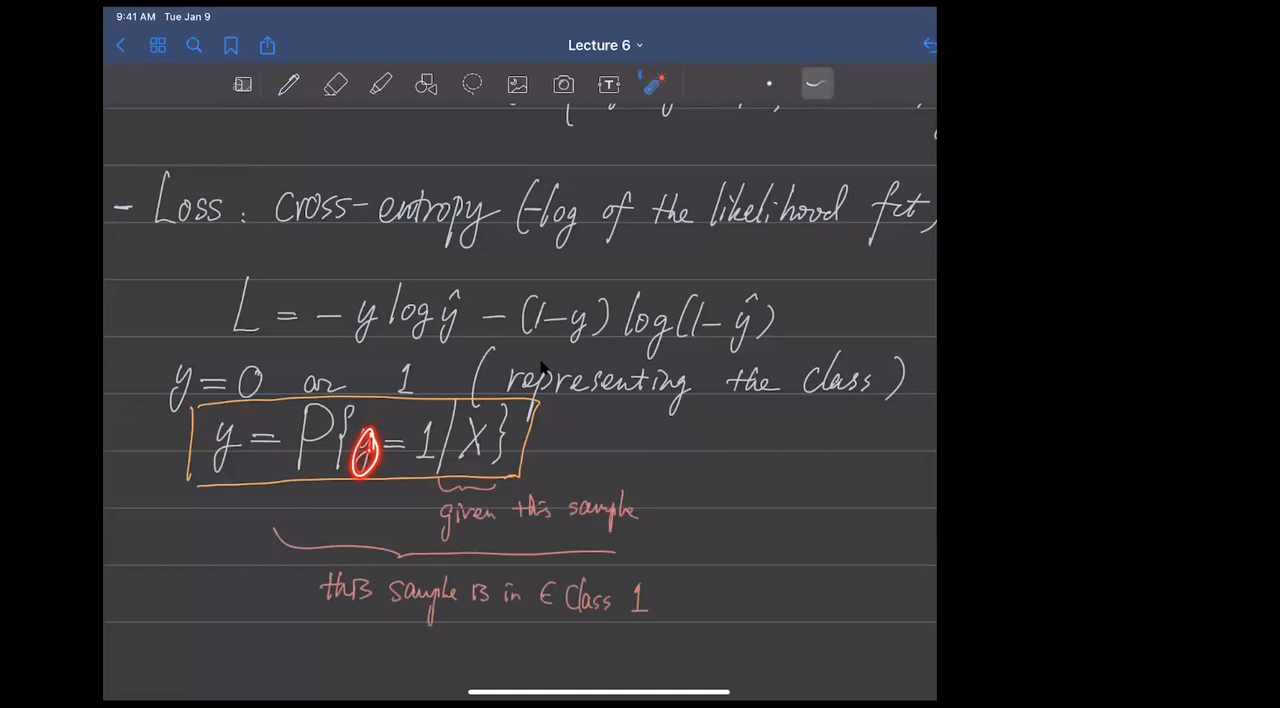 9:41 AM Tue Jan 9
Lecture 6
- Loss: cross-entropy (-log of the likelihood fct)
L = - y log ŷ - (1-y) log(1- ŷ)
y = 0 or 1 (representing the class)
y = P{y = 1 | X}
given this sample
this sample is in ∈ Class 1